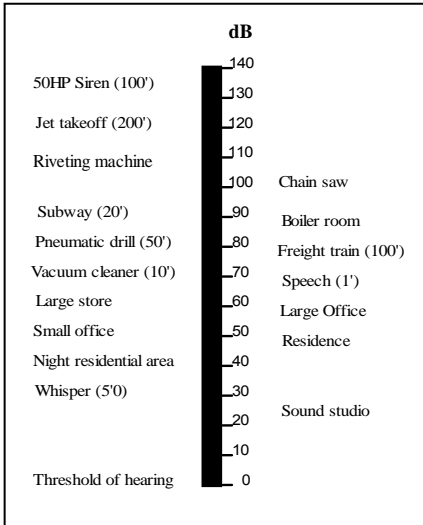 dB
140
50HP Siren (100')
130
Jet takeoff (200')
120
110
Riveting machine
100
Chain saw
Subway (20')
90
Boiler room
Pneumatic drill (50')
80
Freight train (100')
Vacuum cleaner (10')
70
Speech (1')
Large store
60
Large Office
Small office
50
Residence
Night residential area
40
Whisper (5'0)
30
Sound studio
20
10
Threshold of hearing
0